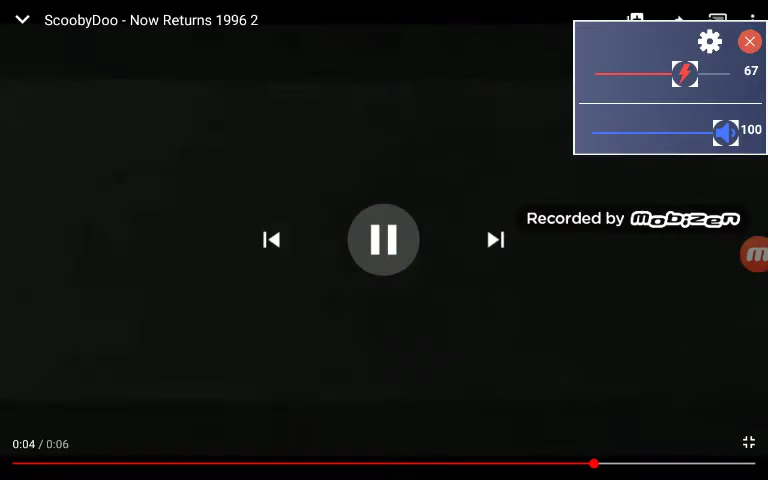 ScoobyDoo - Now Returns 1996 2
67
100
Recorded by Mobizen
0:04 / 0:06